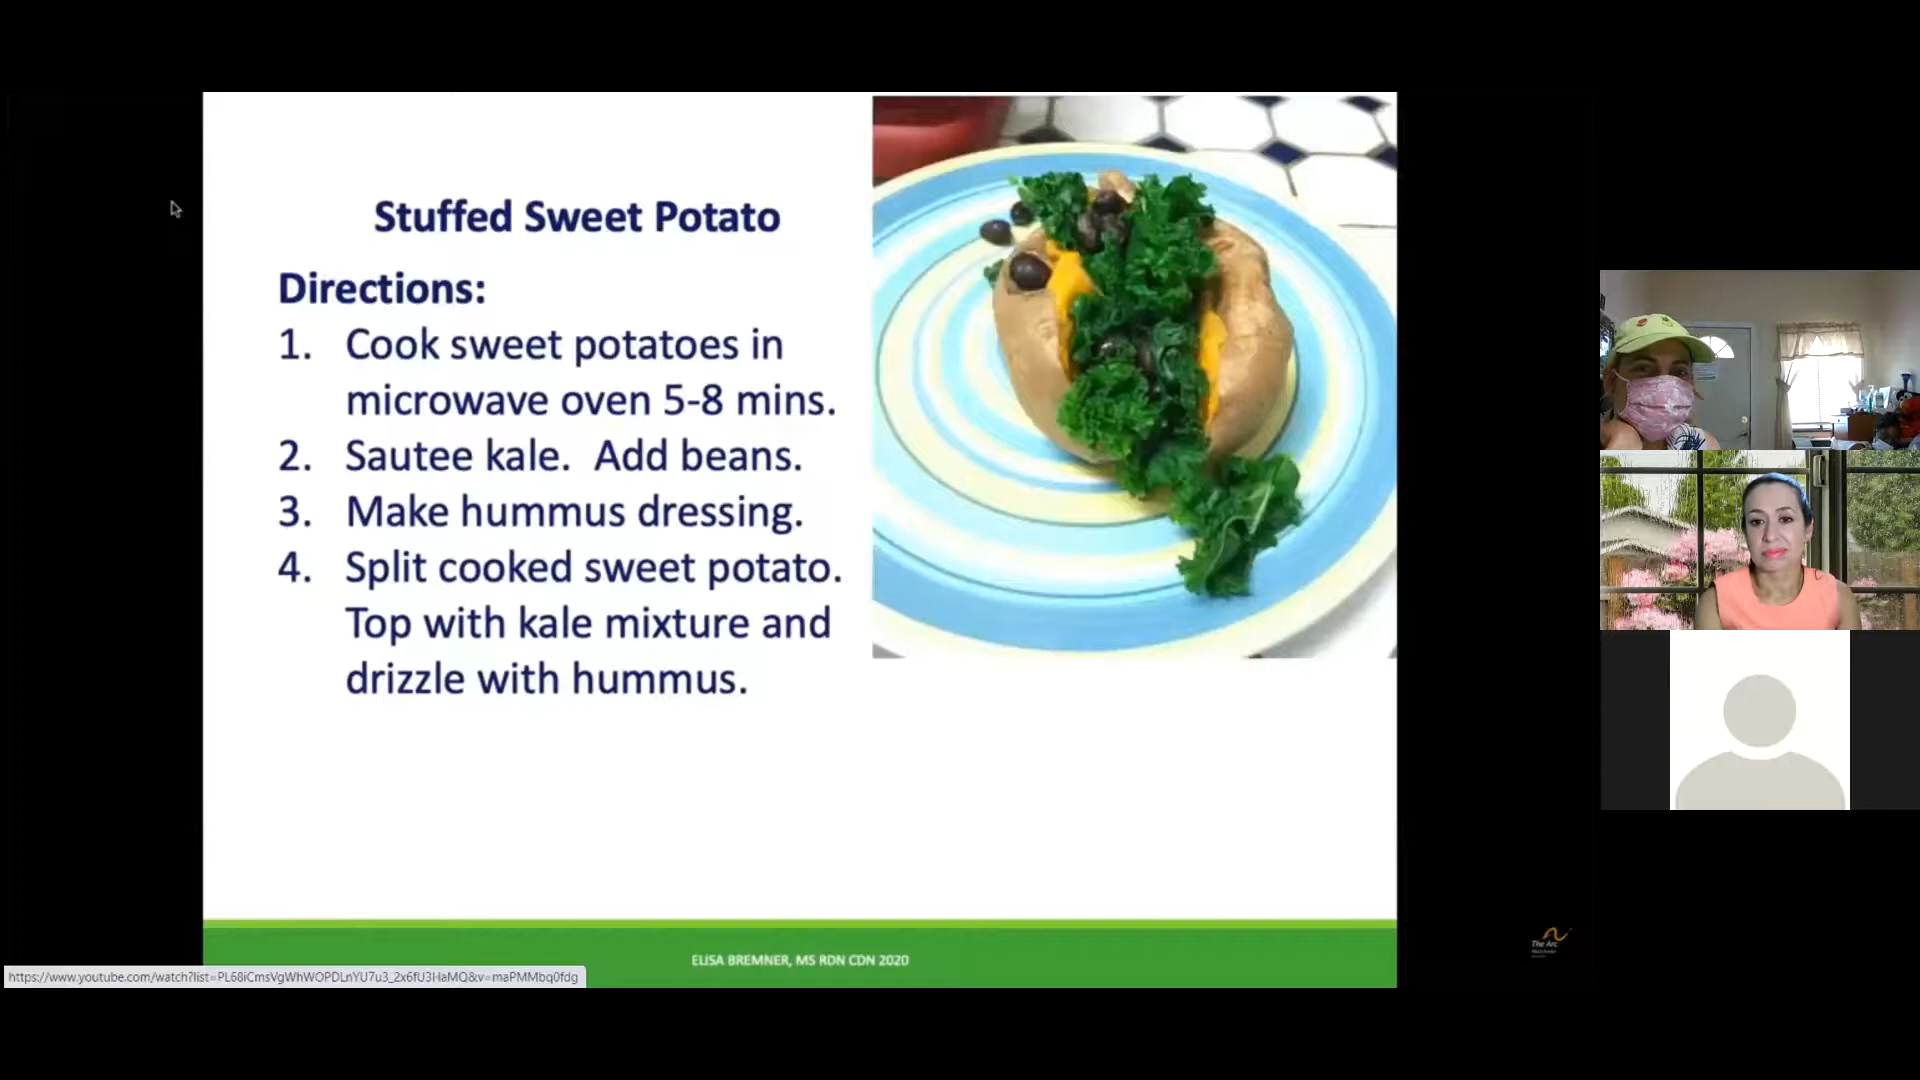 Stuffed Sweet Potato
Directions:
1. Cook sweet potatoes in
microwave oven 5-8 mins.
2. Sautee kale.  Add beans.
3. Make hummus dressing.
4. Split cooked sweet potato.
Top with kale mixture and
drizzle with hummus.
ELISA BREMNER, MS RDN CDN 2020
The Arc
https://www.youtube.com/watch?list=PL68iCmsVgWhWOPDLnYU7u3_2x6fU3HaMQ&v=maPMMbq0fdg